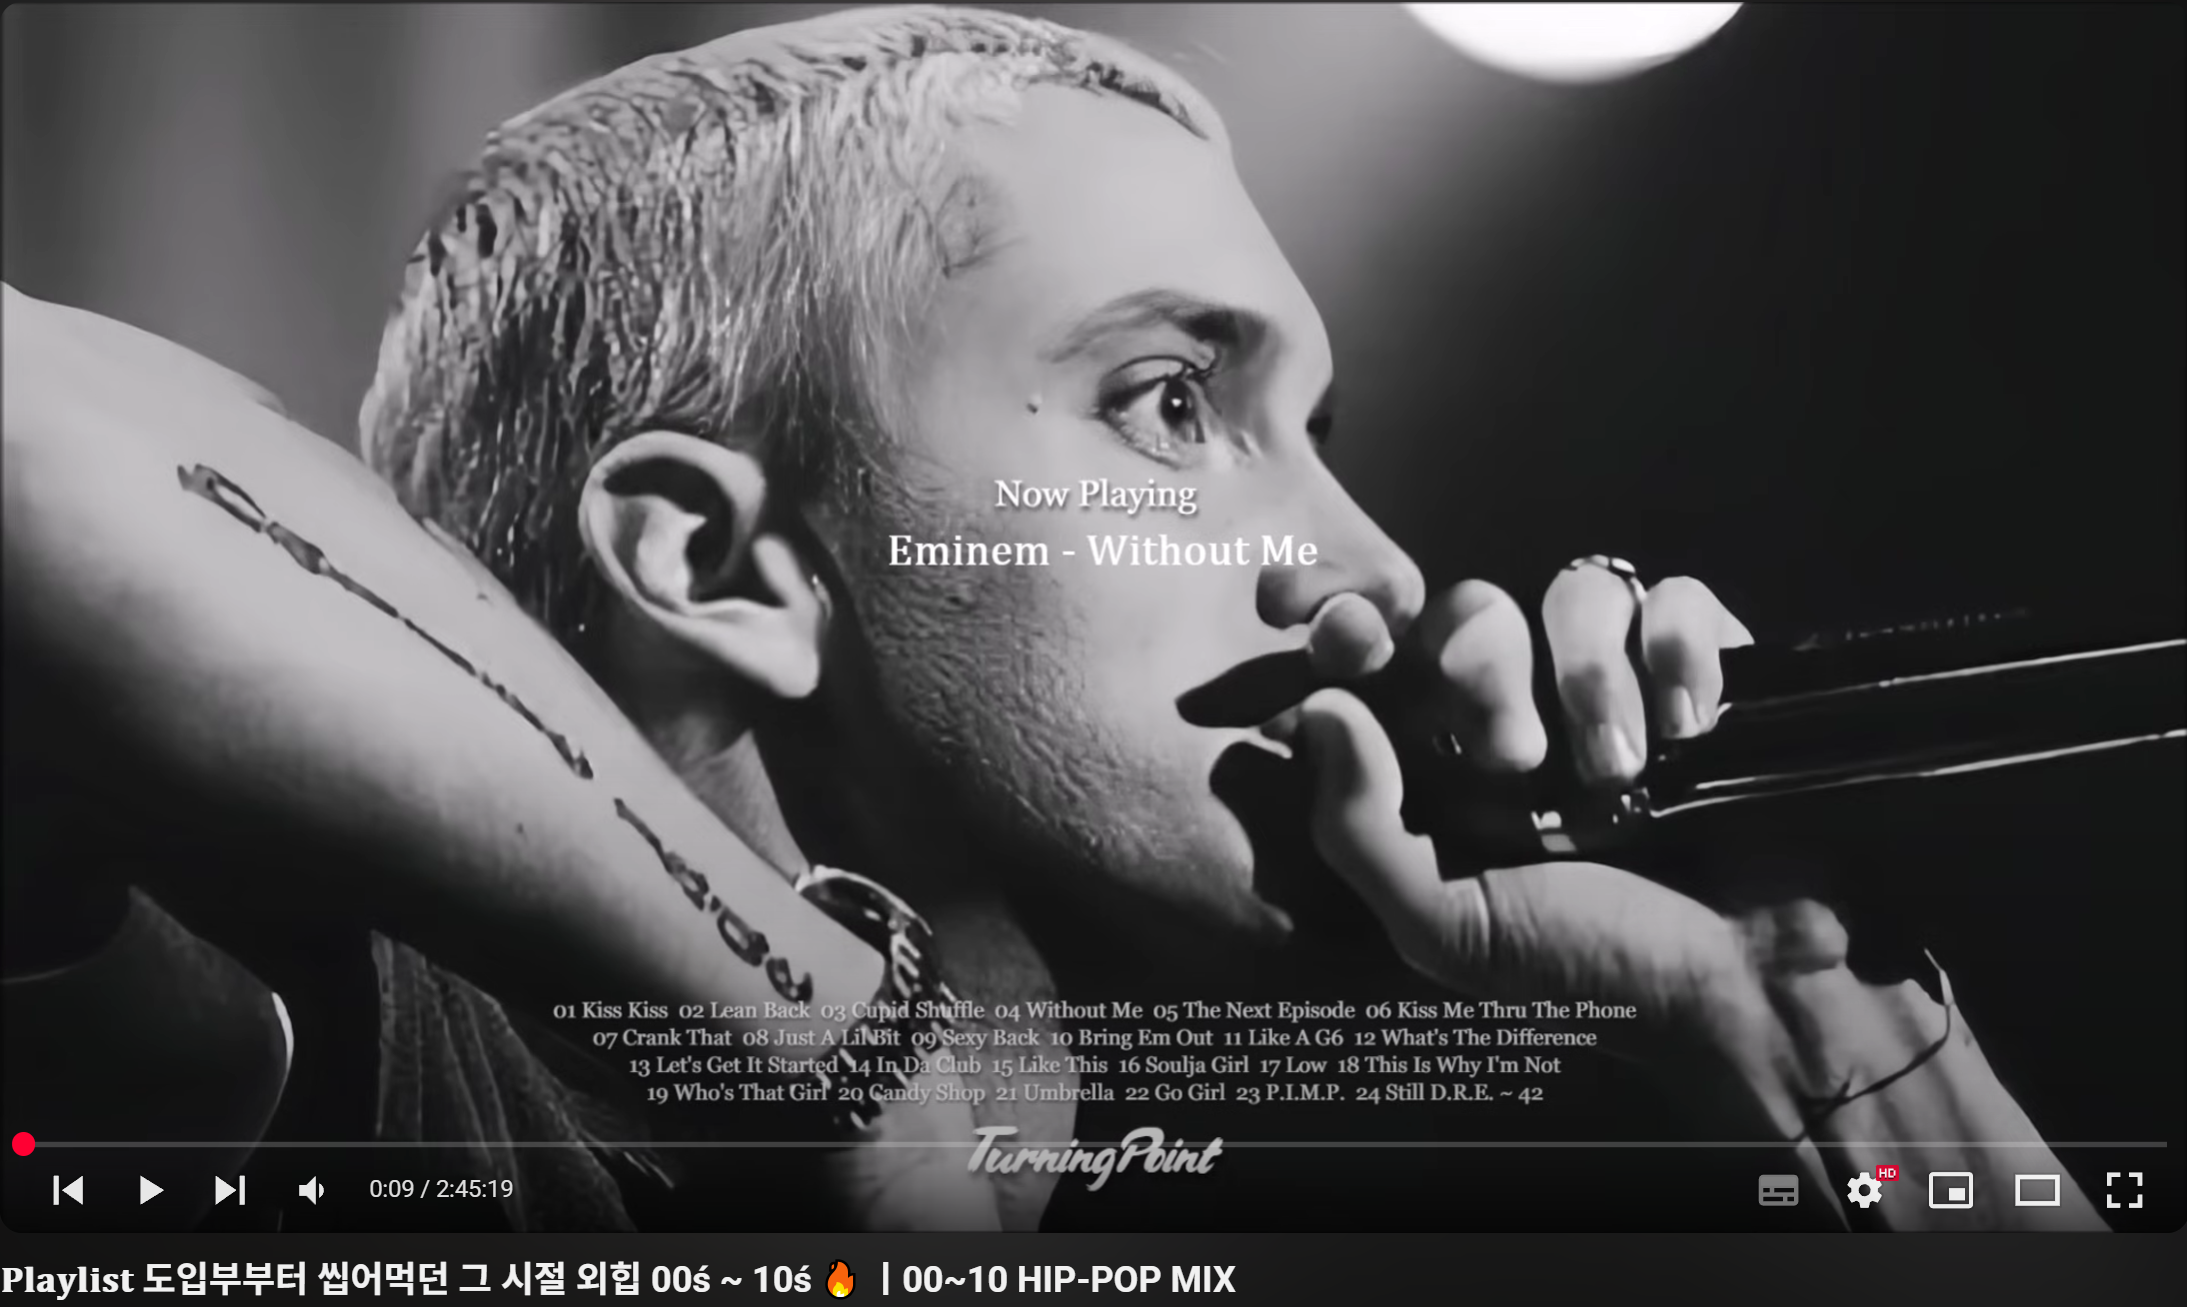 Now Playing
Eminem - Without Me
01 Kiss Kiss 02 Lean Back 03 Cupid Shuffle 04 Without Me 05 The Next Episode 06 Kiss Me Thru The Phone
07 Crank That 08 Just A Lil Bit 09 Sexy Back 10 Bring Em Out 11 Like A G6 12 What's The Difference
13 Let's Get It Started 14 In Da Club 15 Like This 16 Soulja Girl 17 Low 18 This Is Why I'm Not
19 Who's That Girl 20 Candy Shop 21 Umbrella 22 Go Girl 23 P.I.M.P. 24 Still D.R.E. ~ 42
TurningPoint
HD
0:09 / 2:45:19
Playlist 도입부부터 씹어먹던 그 시절 외힙 00ś ~ 10ś 🔥 | 00~10 HIP-POP MIX